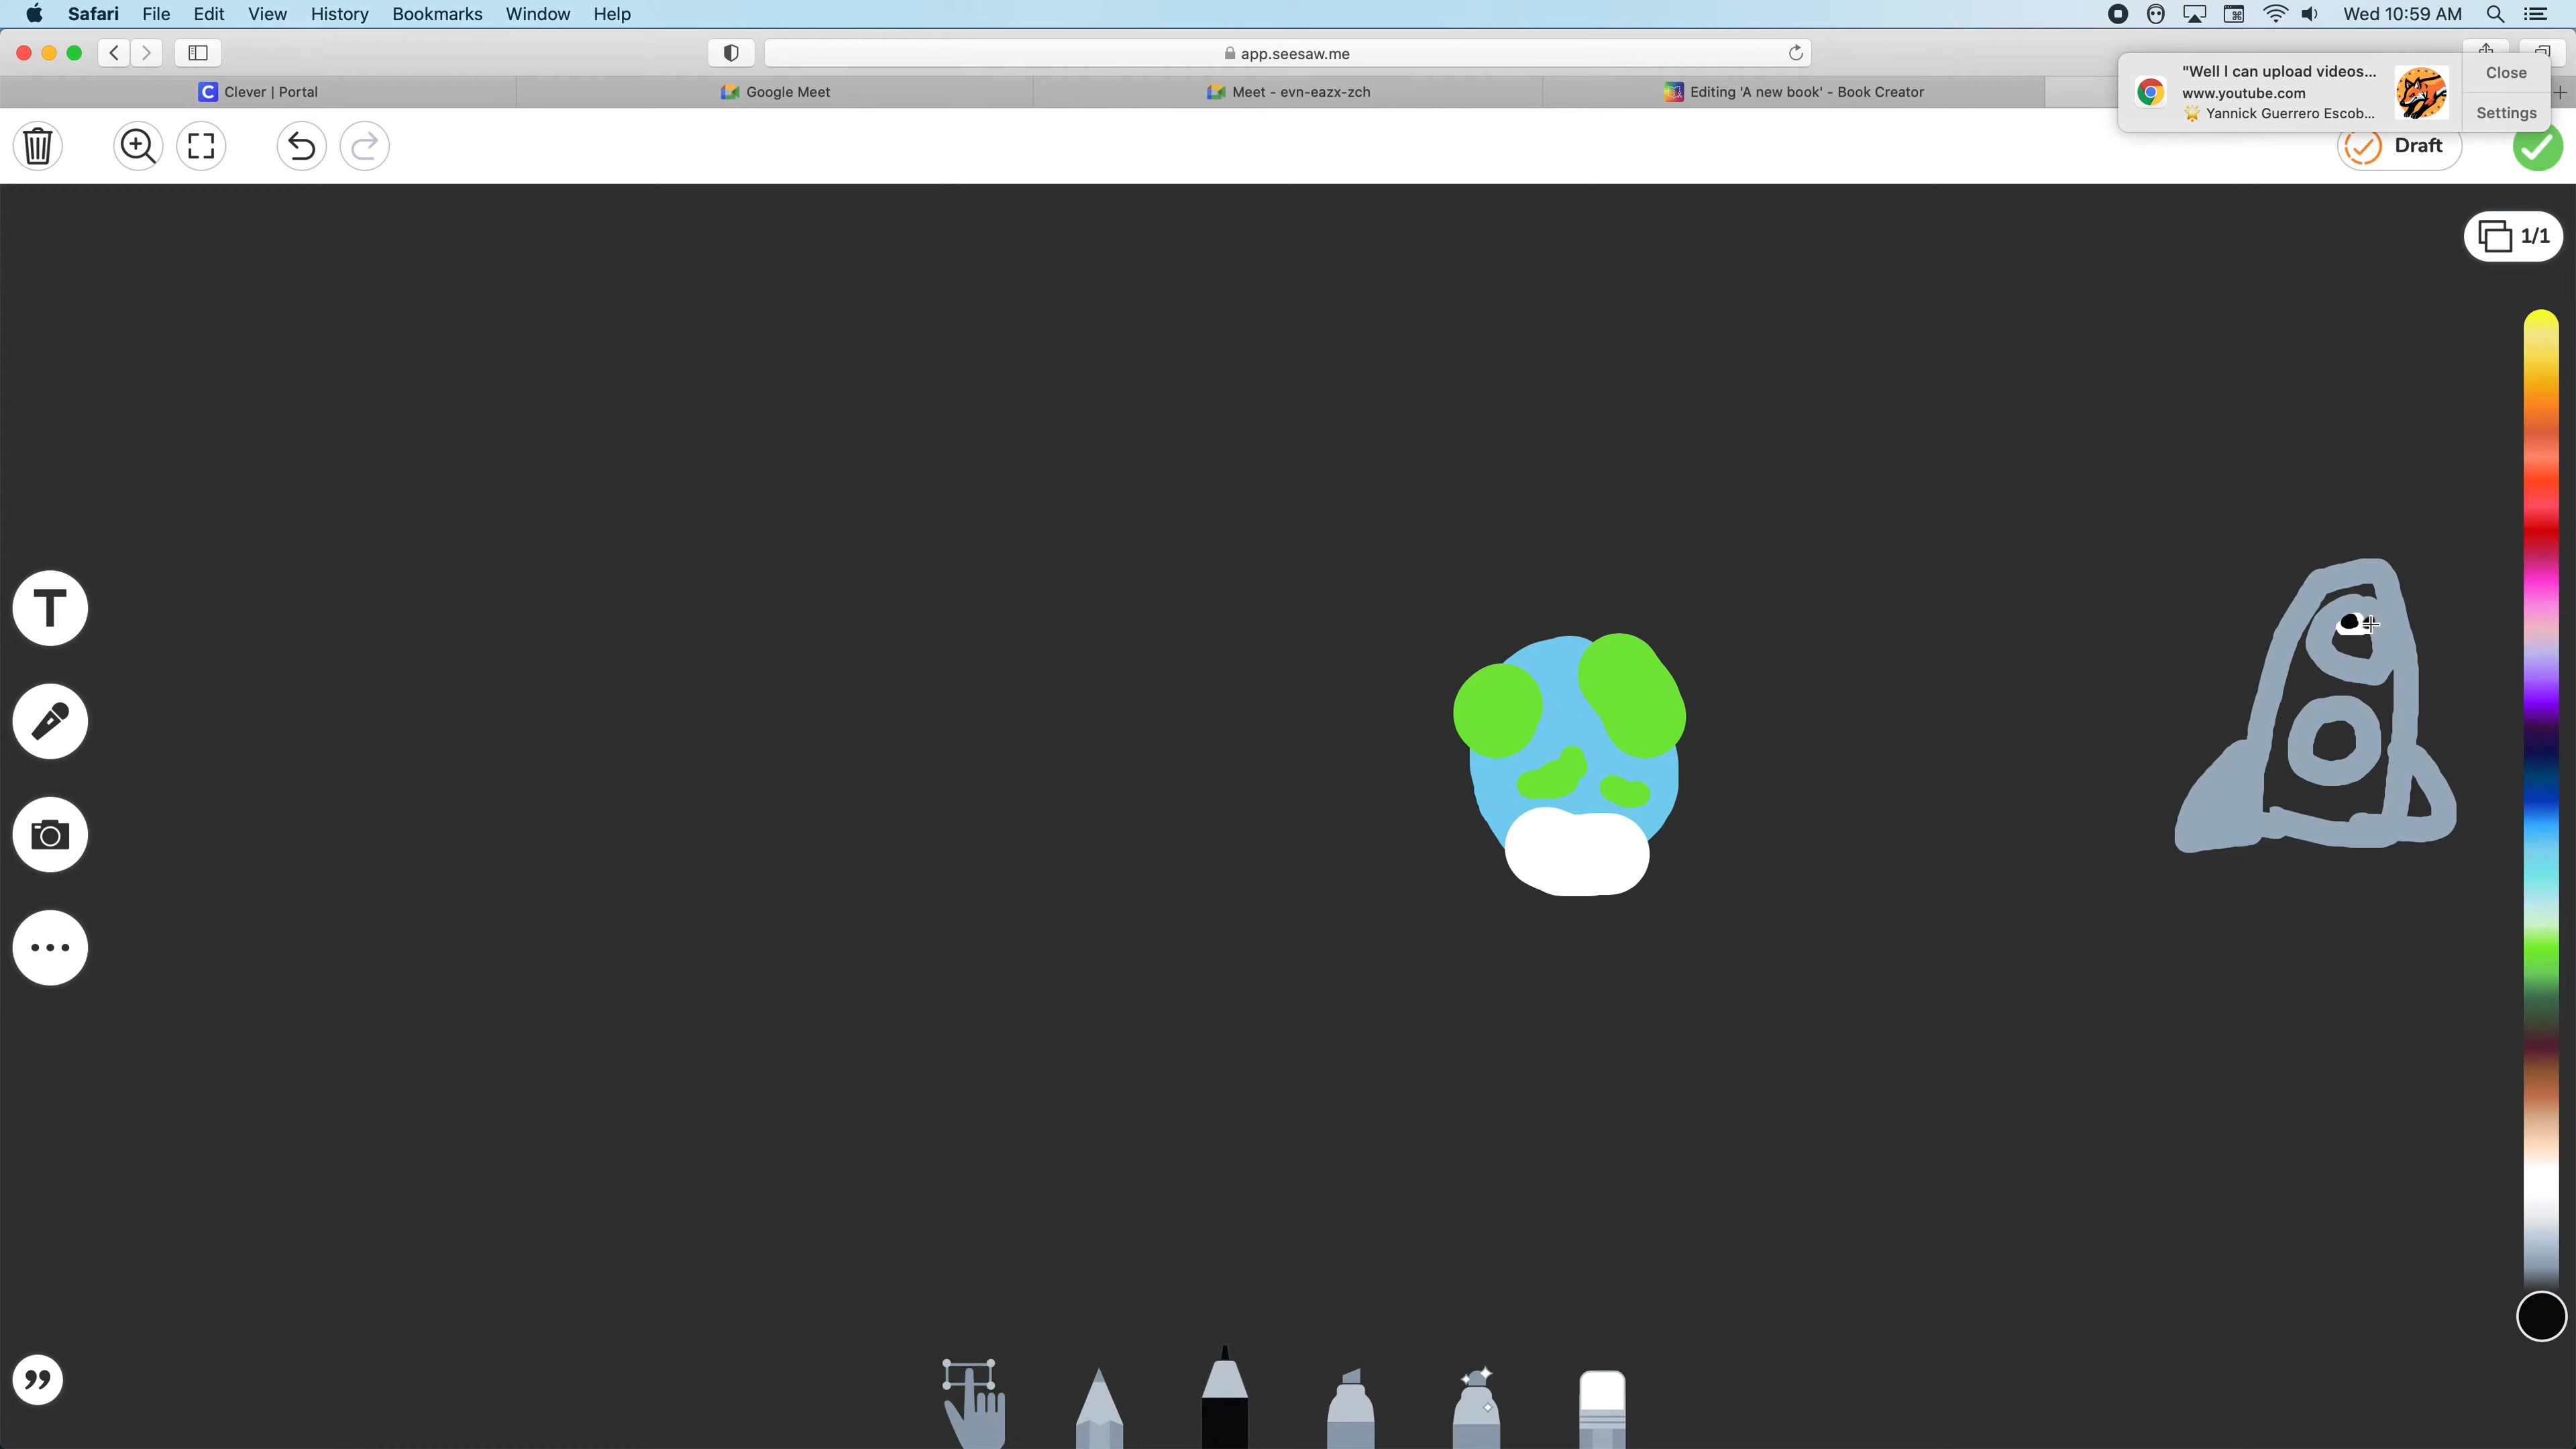 Safari File Edit View History Bookmarks Window Help Wed 10:59 AM
app.seesaw.me
"Well I can upload videos... Close
www.youtube.com
Yannick Guerrero Escob... Settings
C Clever | Portal Google Meet Meet - evn-eazx-zch Editing 'A new book' - Book Creator
Draft
1/1
T